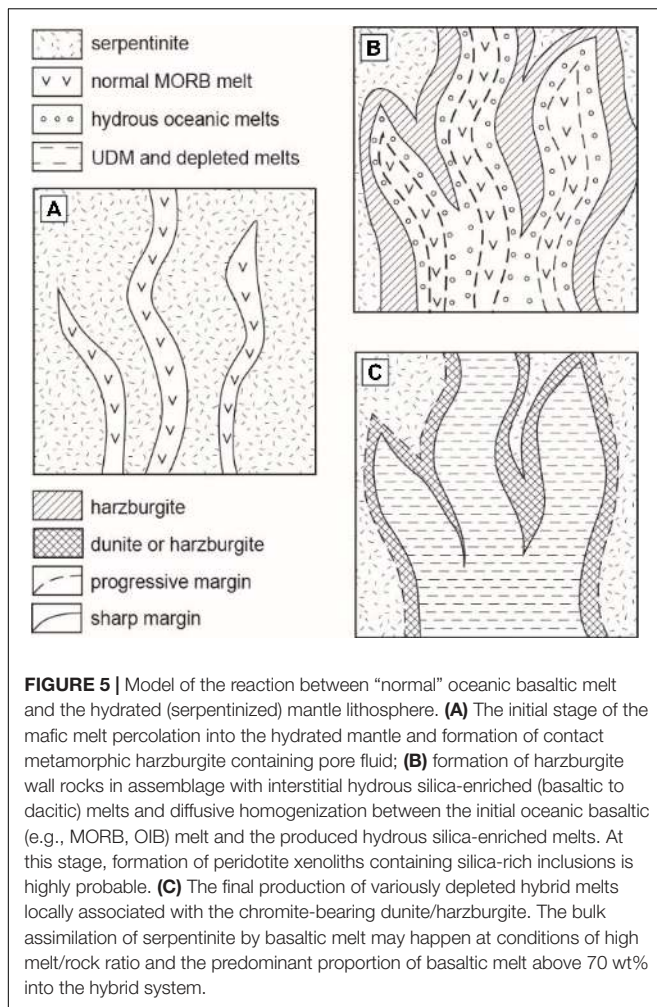 serpentinite
normal MORB melt
hydrous oceanic melts
UDM and depleted melts
A
B
C
harzburgite
dunite or harzburgite
progressive margin
sharp margin
FIGURE 5 | Model of the reaction between “normal” oceanic basaltic melt
and the hydrated (serpentinized) mantle lithosphere. (A) The initial stage of the
mafic melt percolation into the hydrated mantle and formation of contact
metamorphic harzburgite containing pore fluid; (B) formation of harzburgite
wall rocks in assemblage with interstitial hydrous silica-enriched (basaltic to
dacitic) melts and diffusive homogenization between the initial oceanic basaltic
(e.g., MORB, OIB) melt and the produced hydrous silica-enriched melts. At
this stage, formation of peridotite xenoliths containing silica-rich inclusions is
highly probable. (C) The final production of variously depleted hybrid melts
locally associated with the chromite-bearing dunite/harzburgite. The bulk
assimilation of serpentinite by basaltic melt may happen at conditions of high
melt/rock ratio and the predominant proportion of basaltic melt above 70 wt%
into the hybrid system.